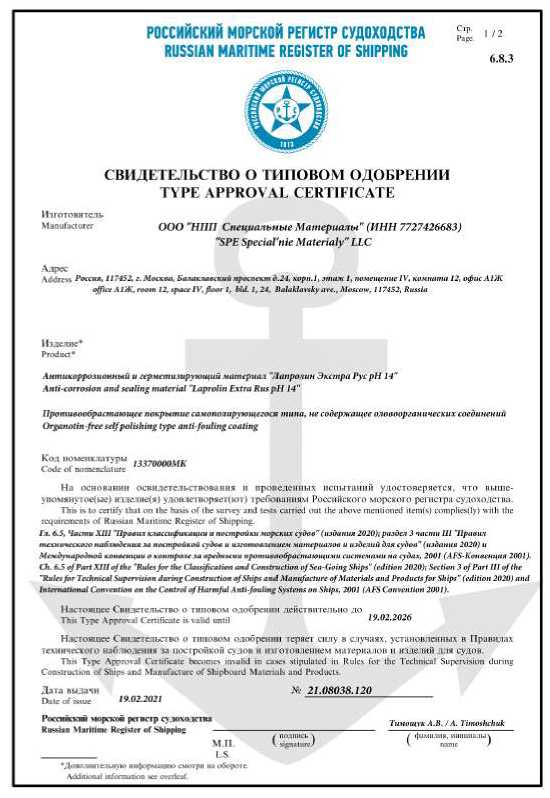 РОССИЙСКИЙ МОРСКОЙ РЕГИСТР СУДОХОДСТВА
RUSSIAN MARITIME REGISTER OF SHIPPING
Стр.
Page
1 / 2
6.8.3
РОССИЙСКИЙ МОРСКОЙ РЕГИСТР СУДОХОДСТВА
Р С
1913
СВИДЕТЕЛЬСТВО О ТИПОВОМ ОДОБРЕНИИ
TYPE APPROVAL CERTIFICATE
Изготовитель
Manufacturer
ООО "НПП Специальные Материалы" (ИНН 7727426683)
"SPE Special'nie Materialy" LLC
Адрес
Address
Россия, 117452, г. Москва, Балаклавский проспект д.24, корп.1, этаж 1, помещение IV, комната 12, офис А1Ж
office A1Ж, room 12, space IV, floor 1, bld. 1, 24, Balaklavsky ave., Moscow, 117452, Russia
Изделие*
Product*
Антикоррозионный и герметизирующий материал "Лапролин Экстра Рус pH 14"
Anti-corrosion and sealing material "Laprolin Extra Rus pH 14"
Противообрастающее покрытие самополирующегося типа, не содержащее оловоорганических соединений
Organotin-free self polishing type anti-fouling coating
Код номенклатуры
Code of nomenclature
13370000МК
На основании освидетельствования и проведенных испытаний удостоверяется, что выше-
упомянутое(ые) изделие(я) удовлетворяет(ют) требованиям Российского морского регистра судоходства.
This is to certify that on the basis of the survey and tests carried out the above mentioned item(s) complies(ly) with the
requirements of Russian Maritime Register of Shipping.
Гл. 6.5, Части XIII "Правил классификации и постройки морских судов" (издания 2020); раздел 3 части III "Правил
технического наблюдения за постройкой судов и изготовлением материалов и изделий для судов" (издания 2020) и
Международной конвенции о контроле за вредными противообрастающими системами на судах, 2001 (AFS-Конвенция 2001).
Ch. 6.5 of Part XIII of the "Rules for the Classification and Construction of Sea-Going Ships" (edition 2020); Section 3 of Part III of the
"Rules for Technical Supervision during Construction of Ships and Manufacture of Materials and Products for Ships" (edition 2020) and
International Convention on the Control of Harmful Anti-fouling Systems on Ships, 2001 (AFS Convention 2001).
Настоящее Свидетельство о типовом одобрении действительно до
This Type Approval Certificate is valid until
19.02.2026
Настоящее Свидетельство о типовом одобрении теряет силу в случаях, установленных в Правилах
технического наблюдения за постройкой судов и изготовлением материалов и изделий для судов.
This Type Approval Certificate becomes invalid in cases stipulated in Rules for the Technical Supervision during
Construction of Ships and Manufacture of Shipboard Materials and Products.
Дата выдачи
Date of issue
19.02.2021
№ 21.08038.120
Российский морской регистр судоходства
Russian Maritime Register of Shipping
Тимощук А.В. / A. Timoshchuk
М.П.
L.S.
(подпись
signature)
(фамилия, инициалы
name)
*Дополнительную информацию смотри на обороте.
Additional information see overleaf.